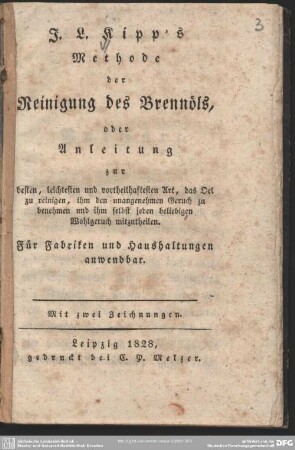 3
J. L. Kipp's
Methode
der
Reinigung des Brennöls,
oder
Anleitung
zur
besten, leichtesten und vortheilhaftesten Art, das Oel
zu reinigen, ihm den unangenehmen Geruch zu
benehmen und ihm selbst jeden beliebigen
Wohlgeruch mitzutheilen.
Für Fabriken und Haushaltungen
anwendbar.
Mit zwei Zeichnungen.
Leipzig 1828,
gedruckt bei C. P. Melzer.
DFG